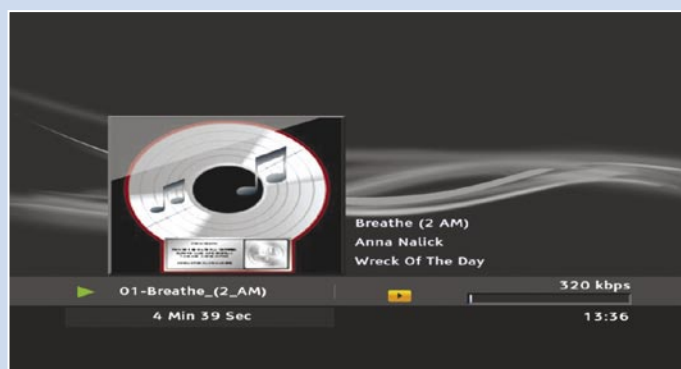 Breathe (2 AM)
Anna Nalick
Wreck Of The Day
01-Breathe_(2_AM)
320 kbps
4 Min 39 Sec
13:36